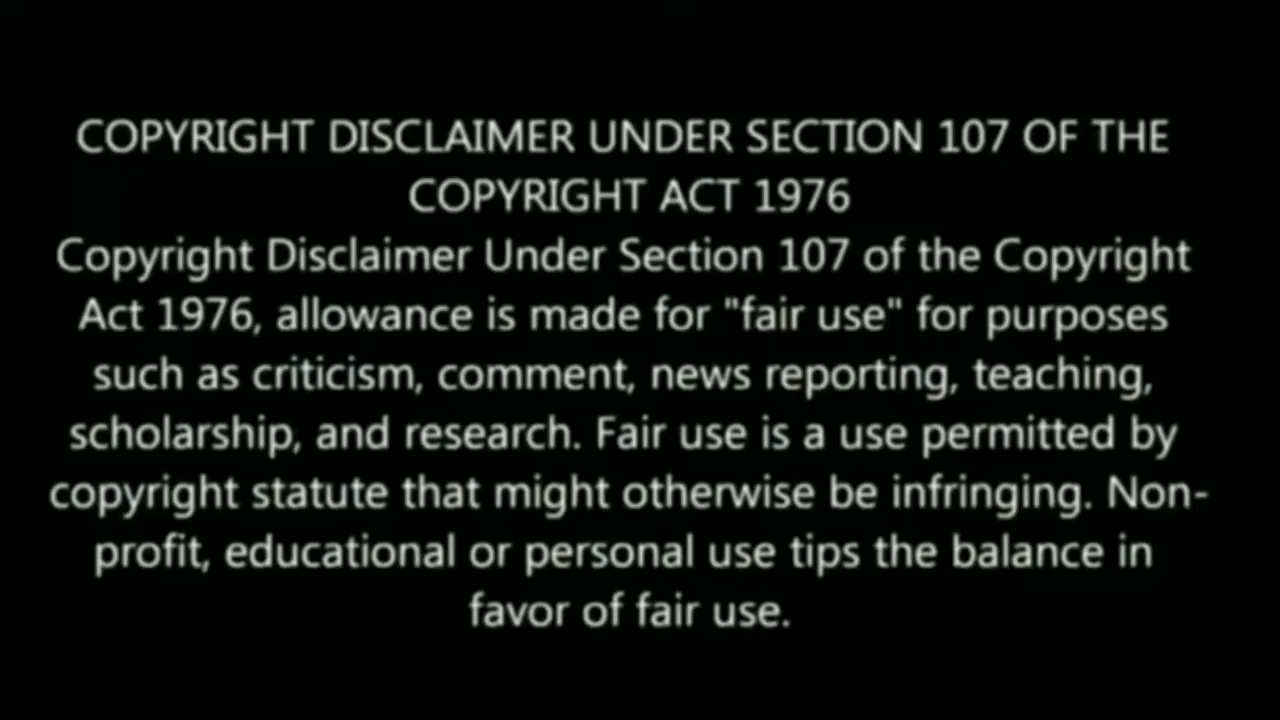 COPYRIGHT DISCLAIMER UNDER SECTION 107 OF THE
COPYRIGHT ACT 1976
Copyright Disclaimer Under Section 107 of the Copyright
Act 1976, allowance is made for "fair use" for purposes
such as criticism, comment, news reporting, teaching,
scholarship, and research. Fair use is a use permitted by
copyright statute that might otherwise be infringing. Non-
profit, educational or personal use tips the balance in
favor of fair use.